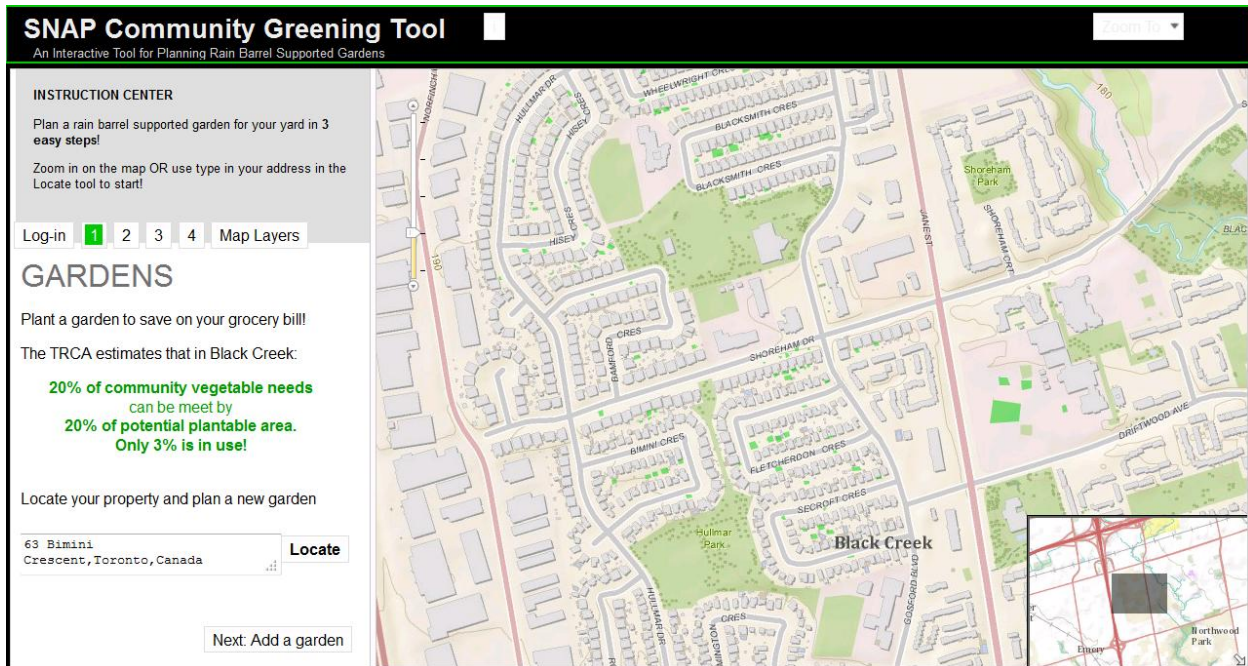 SNAP Community Greening Tool
An Interactive Tool for Planning Rain Barrel Supported Gardens
Zoom To
INSTRUCTION CENTER
Plan a rain barrel supported garden for your yard in 3
easy steps!
Zoom in on the map OR use type in your address in the
Locate tool to start!
Log-in 1 2 3 4 Map Layers
GARDENS
Plant a garden to save on your grocery bill!
The TRCA estimates that in Black Creek:
20% of community vegetable needs
can be meet by
20% of potential plantable area.
Only 3% is in use!
Locate your property and plan a new garden
63 Bimini
Crescent,Toronto,Canada
Locate
Next: Add a garden
HULLMAR DR
HISEY CRES
WHEELWRIGHT CRES
BLACKSMITH CRES
BLACKSMITH CRES
180
Shoreham
Park
SHOREHAM CRT
JANE ST
HISEY
CRES
190
BAMFORD
CRES
SHOREHAM DR
DRIFTWOOD AVE
BIMINI CRES
FLETCHERDON CRES
SECROFT CRES
Hullmar
Park
Black Creek
HULLMAR DR
GOSFORD BLVD
Northwood
Park
Emery